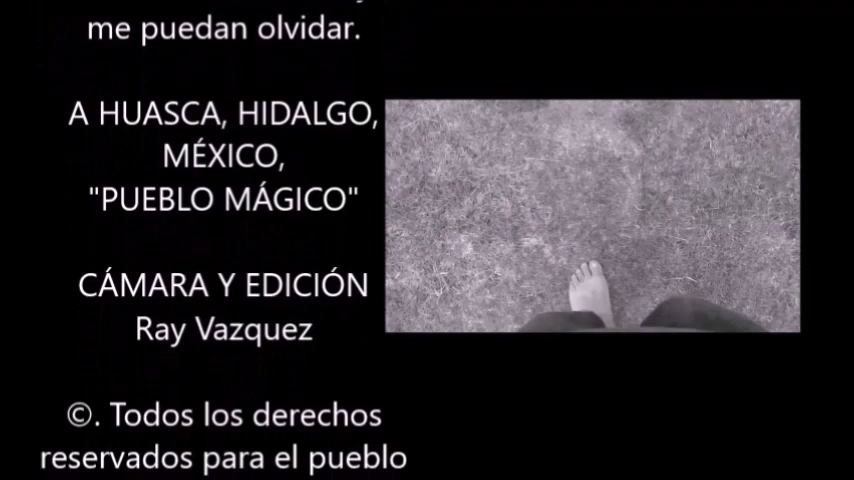 me puedan olvidar.
A HUASCA, HIDALGO,
MÉXICO,
"PUEBLO MÁGICO"
CÁMARA Y EDICIÓN
Ray Vazquez
©. Todos los derechos
reservados para el pueblo